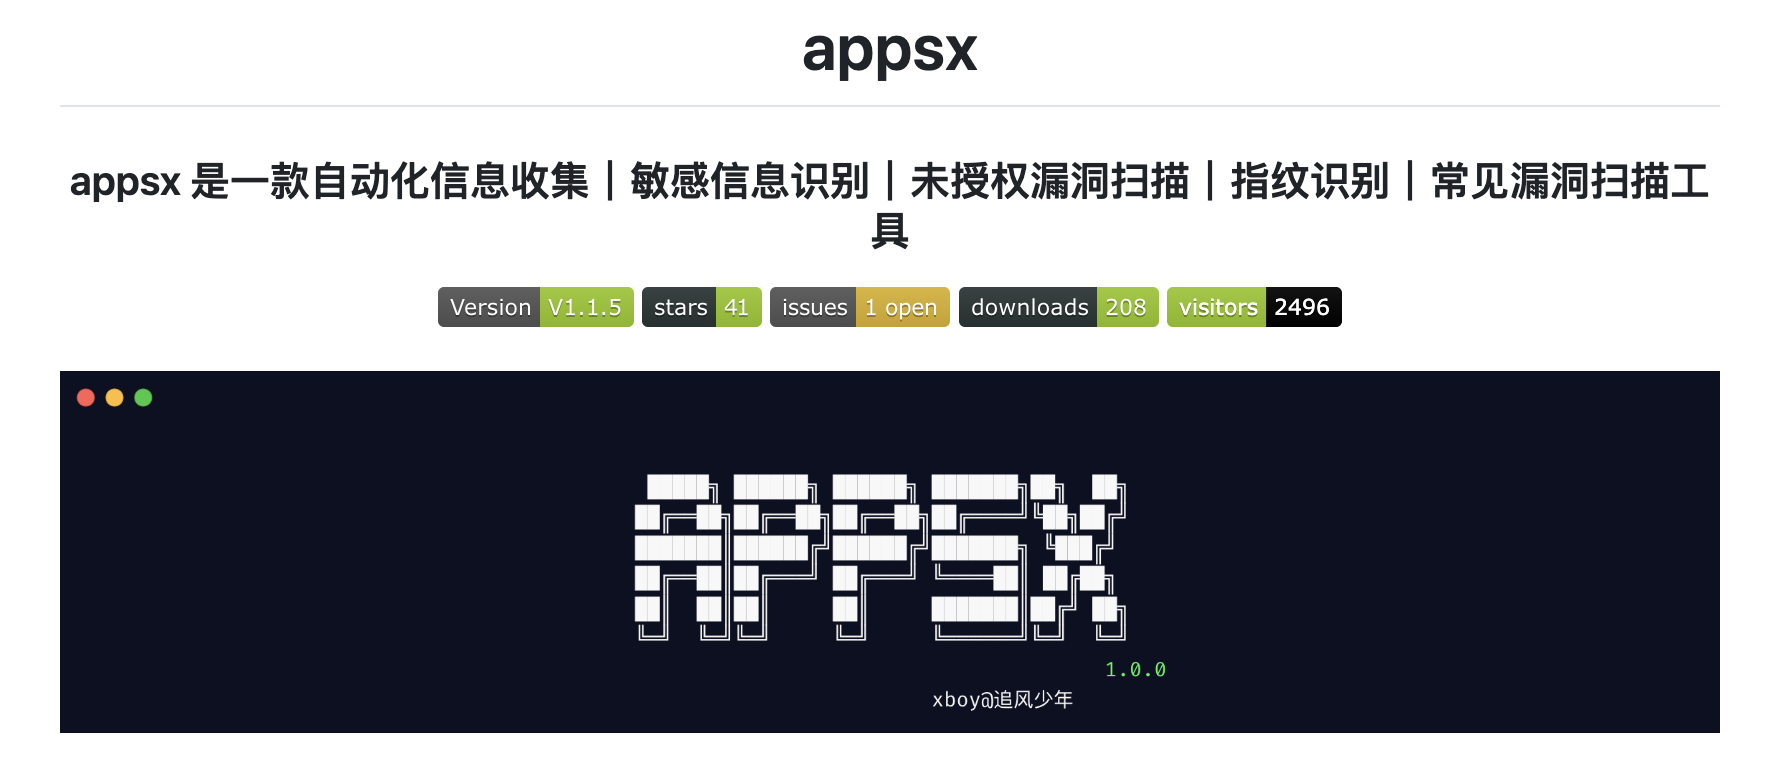 appsx
appsx 是一款自动化信息收集｜敏感信息识别｜未授权漏洞扫描｜指纹识别｜常见漏洞扫描工
具
Version V1.1.5 stars 41 issues 1 open downloads 208 visitors 2496
APPSX
1.0.0
xboy@追风少年